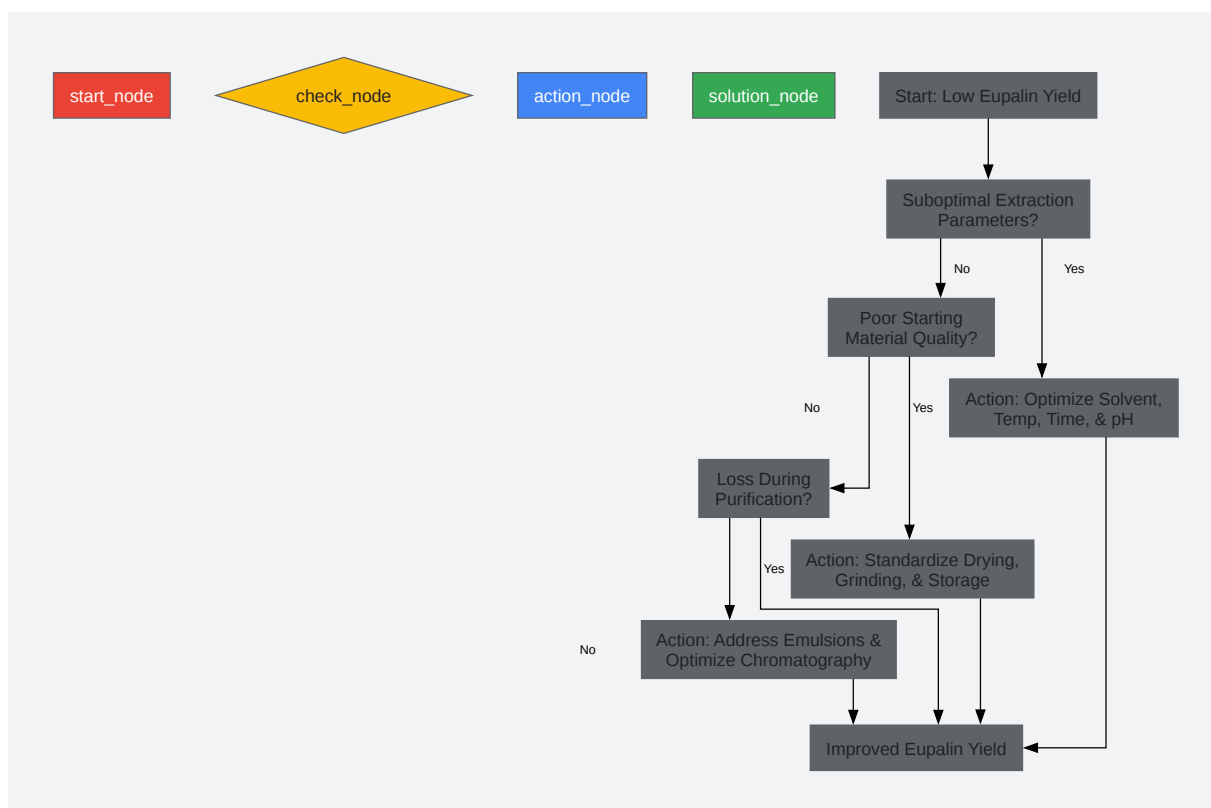 start_node
check_node
action_node
solution_node
Start: Low Eupalin Yield
Suboptimal Extraction
Parameters?
No
Yes
Poor Starting
Material Quality?
No
Yes
Action: Optimize Solvent,
Temp, Time, & pH
Loss During
Purification?
Yes
Action: Standardize Drying,
Grinding, & Storage
No
Action: Address Emulsions &
Optimize Chromatography
Improved Eupalin Yield